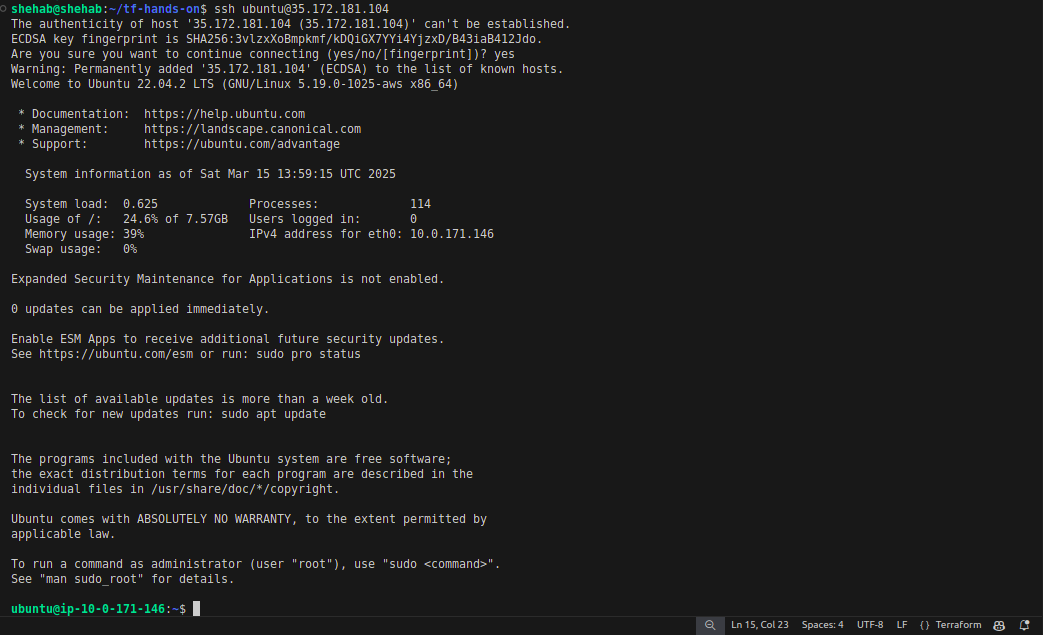 shehab@shehab:~/tf-hands-on$ ssh ubuntu@35.172.181.104
The authenticity of host '35.172.181.104 (35.172.181.104)' can't be established.
ECDSA key fingerprint is SHA256:3vlzxXoBmpkmf/kDQiGX7YYi4YjzxD/B43iaB412Jdo.
Are you sure you want to continue connecting (yes/no/[fingerprint])? yes
Warning: Permanently added '35.172.181.104' (ECDSA) to the list of known hosts.
Welcome to Ubuntu 22.04.2 LTS (GNU/Linux 5.19.0-1025-aws x86_64)

 * Documentation:  https://help.ubuntu.com
 * Management:     https://landscape.canonical.com
 * Support:        https://ubuntu.com/advantage

  System information as of Sat Mar 15 13:59:15 UTC 2025

  System load:  0.625             Processes:             114
  Usage of /:   24.6% of 7.57GB   Users logged in:       0
  Memory usage: 39%               IPv4 address for eth0: 10.0.171.146
  Swap usage:   0%

Expanded Security Maintenance for Applications is not enabled.

0 updates can be applied immediately.

Enable ESM Apps to receive additional future security updates.
See https://ubuntu.com/esm or run: sudo pro status

The list of available updates is more than a week old.
To check for new updates run: sudo apt update

The programs included with the Ubuntu system are free software;
the exact distribution terms for each program are described in the
individual files in /usr/share/doc/*/copyright.

Ubuntu comes with ABSOLUTELY NO WARRANTY, to the extent permitted by
applicable law.

To run a command as administrator (user "root"), use "sudo <command>".
See "man sudo_root" for details.

ubuntu@ip-10-0-171-146:~$
Ln 15, Col 23 Spaces: 4 UTF-8 LF {} Terraform